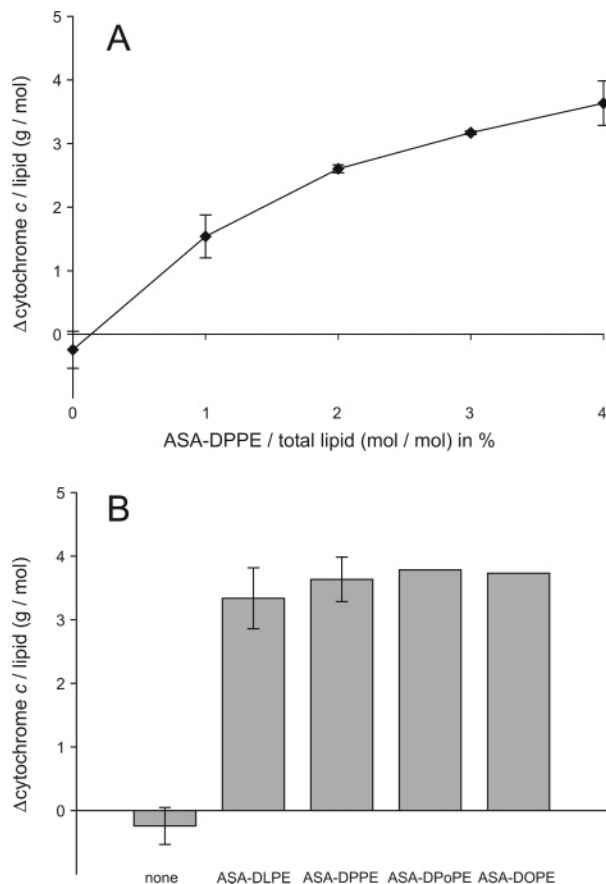 A
Δcytochrome c / lipid (g / mol)
5
4
3
2
1
0
0 1 2 3 4
ASA-DPPE / total lipid (mol / mol) in %
B
Δcytochrome c / lipid (g / mol)
5
4
3
2
1
0
none ASA-DLPE ASA-DPPE ASA-DPoPE ASA-DOPE